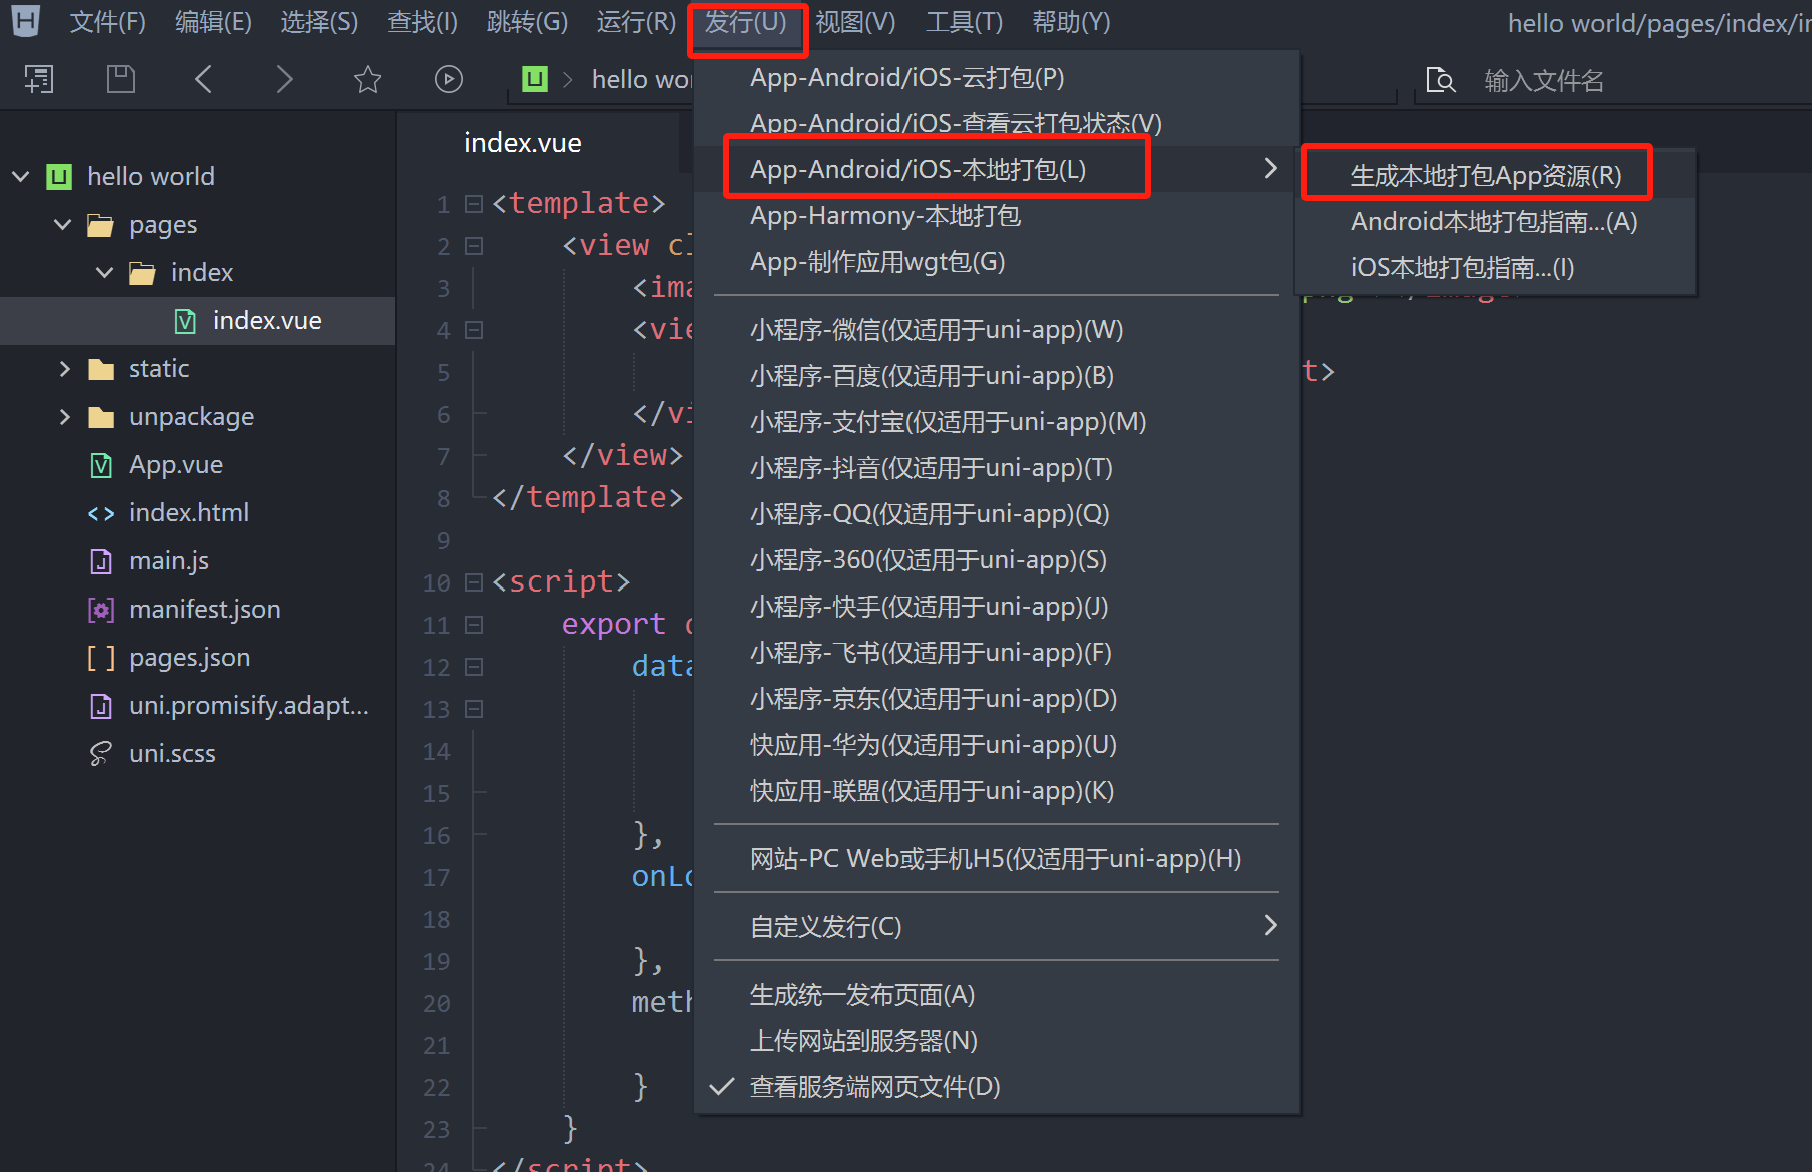 文件(F) 编辑(E) 选择(S) 查找(I) 跳转(G) 运行(R) 发行(U) 视图(V) 工具(T) 帮助(Y) hello world/pages/index/in
hello wor
输入文件名
hello world
pages
index
index.vue
static
unpackage
App.vue
index.html
main.js
manifest.json
pages.json
uni.promisify.adapt...
uni.scss
index.vue
1 <template>
2 <view cl
3 <ima
4 <vie
5 t>
6 </vi
7 </view>
8 </template>
9
10 <script>
11 export d
12 data
13
14
15
16 },
17 onLo
18
19 },
20 meth
21
22 }
23 }
24 </script>
App-Android/iOS-云打包(P)
App-Android/iOS-查看云打包状态(V)
App-Android/iOS-本地打包(L)
App-Harmony-本地打包
App-制作应用wgt包(G)
小程序-微信(仅适用于uni-app)(W)
小程序-百度(仅适用于uni-app)(B)
小程序-支付宝(仅适用于uni-app)(M)
小程序-抖音(仅适用于uni-app)(T)
小程序-QQ(仅适用于uni-app)(Q)
小程序-360(仅适用于uni-app)(S)
小程序-快手(仅适用于uni-app)(J)
小程序-飞书(仅适用于uni-app)(F)
小程序-京东(仅适用于uni-app)(D)
快应用-华为(仅适用于uni-app)(U)
快应用-联盟(仅适用于uni-app)(K)
网站-PC Web或手机H5(仅适用于uni-app)(H)
自定义发行(C)
生成统一发布页面(A)
上传网站到服务器(N)
查看服务端网页文件(D)
生成本地打包App资源(R)
Android本地打包指南...(A)
iOS本地打包指南...(I)